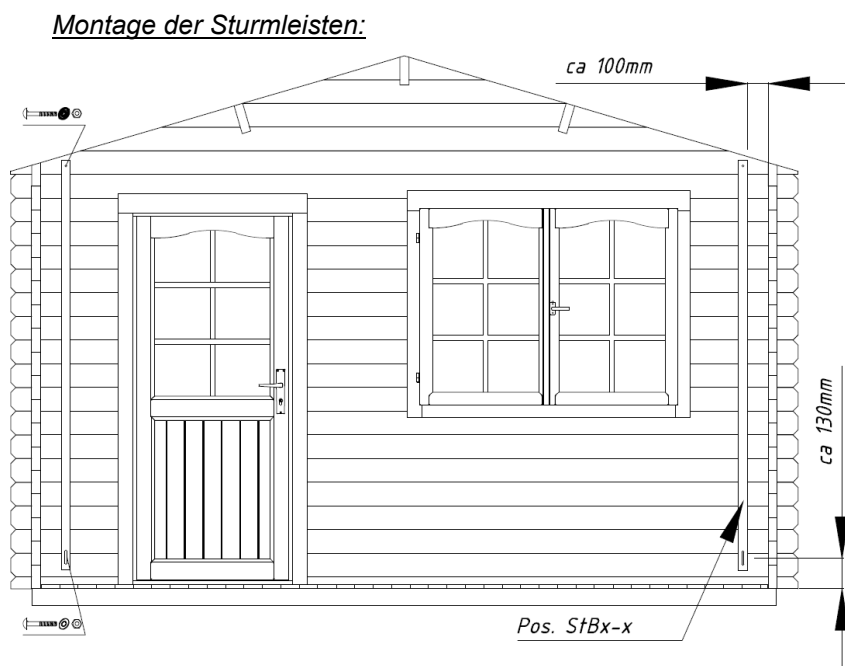 Montage der Sturmleisten:
ca 100mm
ca 130mm
Pos. StBx-x